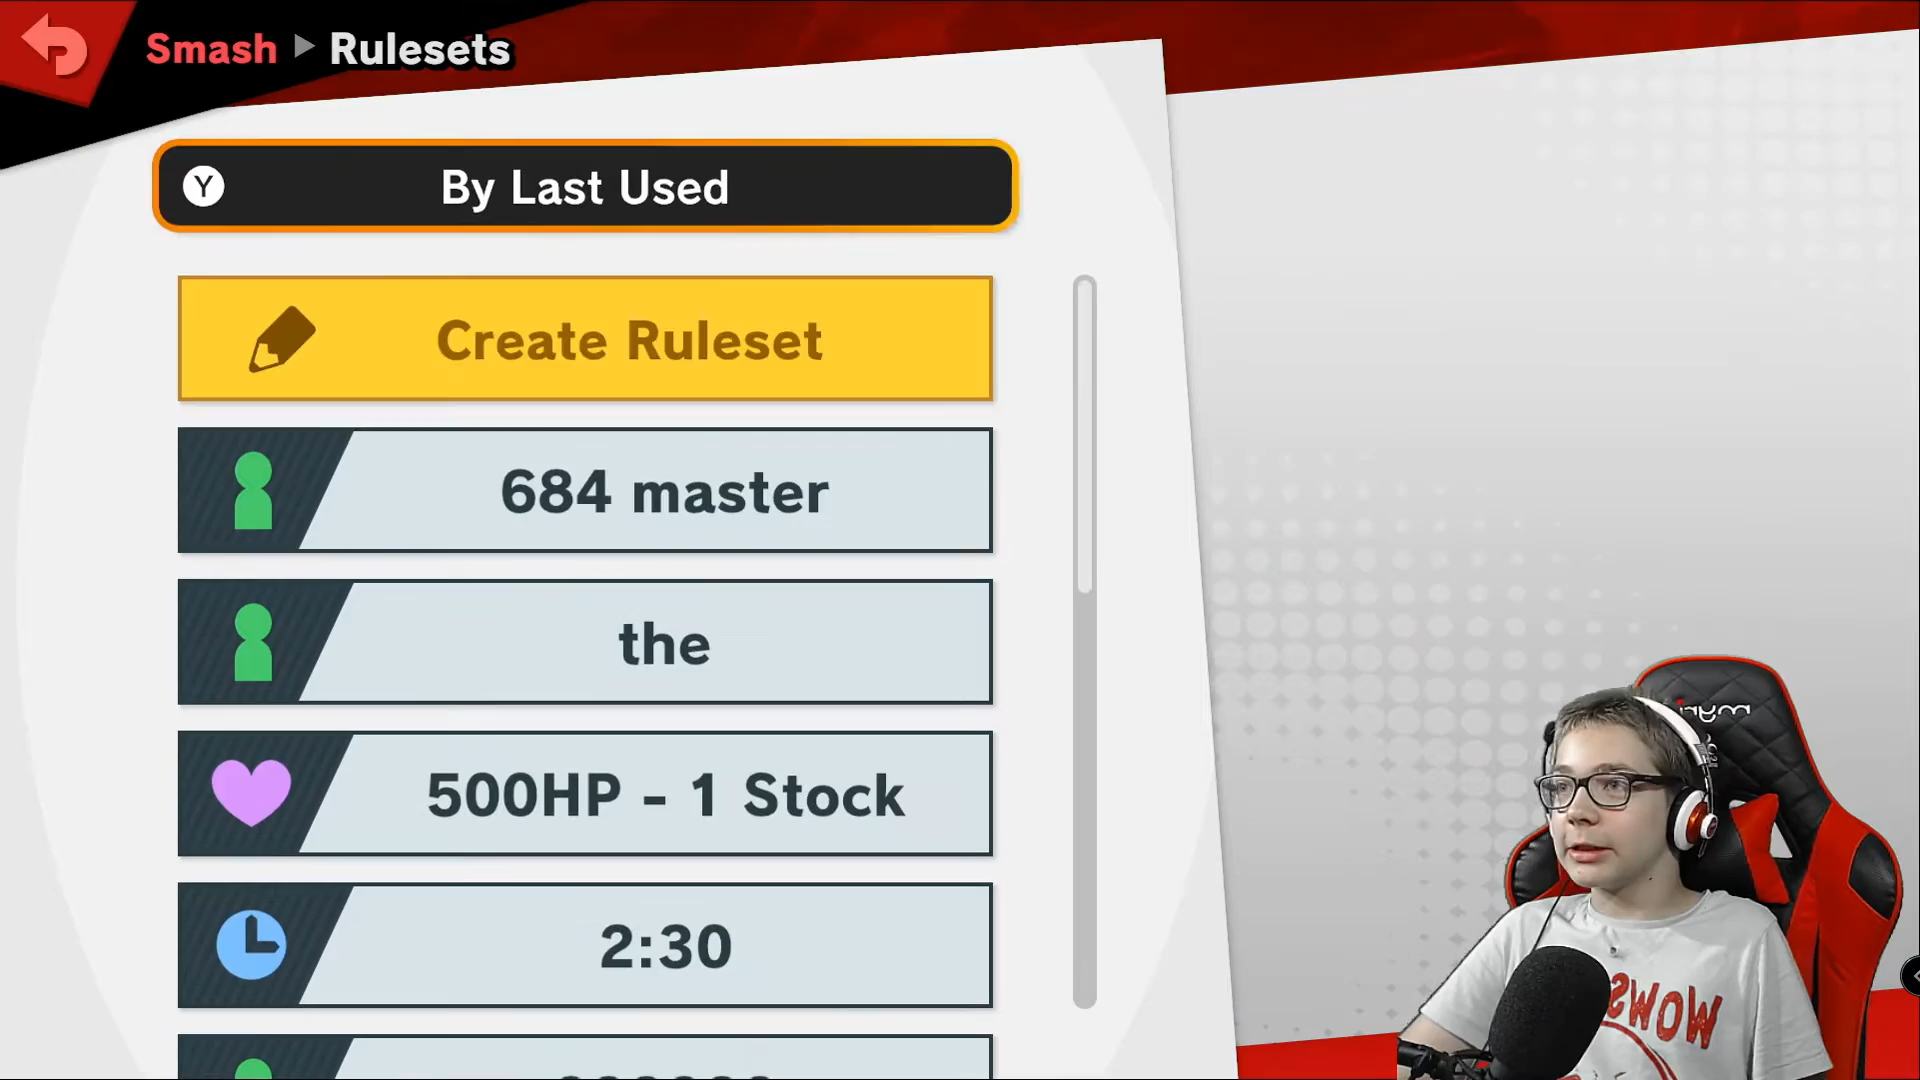 Smash ▶ Rulesets
Y By Last Used
Create Ruleset
684 master
the
500HP - 1 Stock
2:30